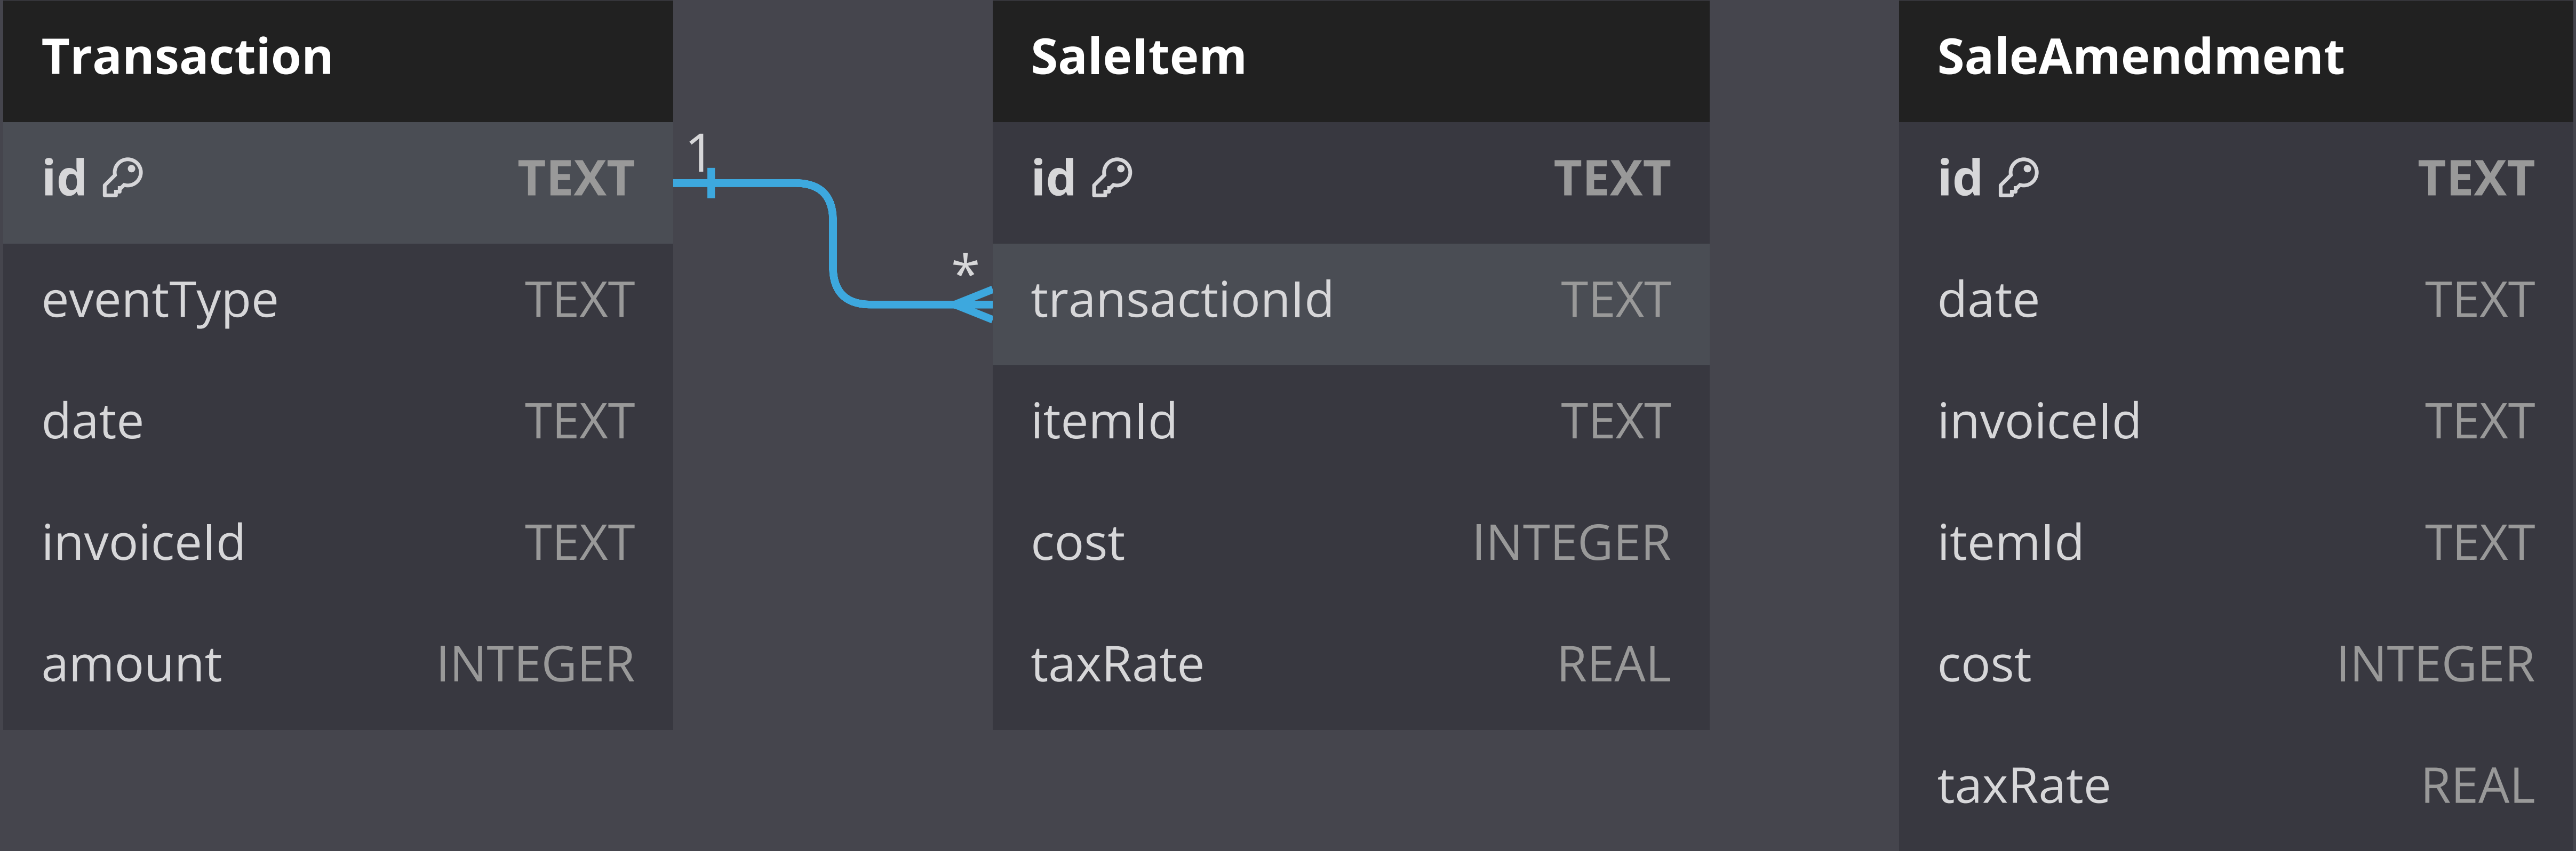 Transaction
id TEXT
eventType TEXT
date TEXT
invoiceId TEXT
amount INTEGER
1
*
SaleItem
id TEXT
transactionId TEXT
itemId TEXT
cost INTEGER
taxRate REAL
SaleAmendment
id TEXT
date TEXT
invoiceId TEXT
itemId TEXT
cost INTEGER
taxRate REAL